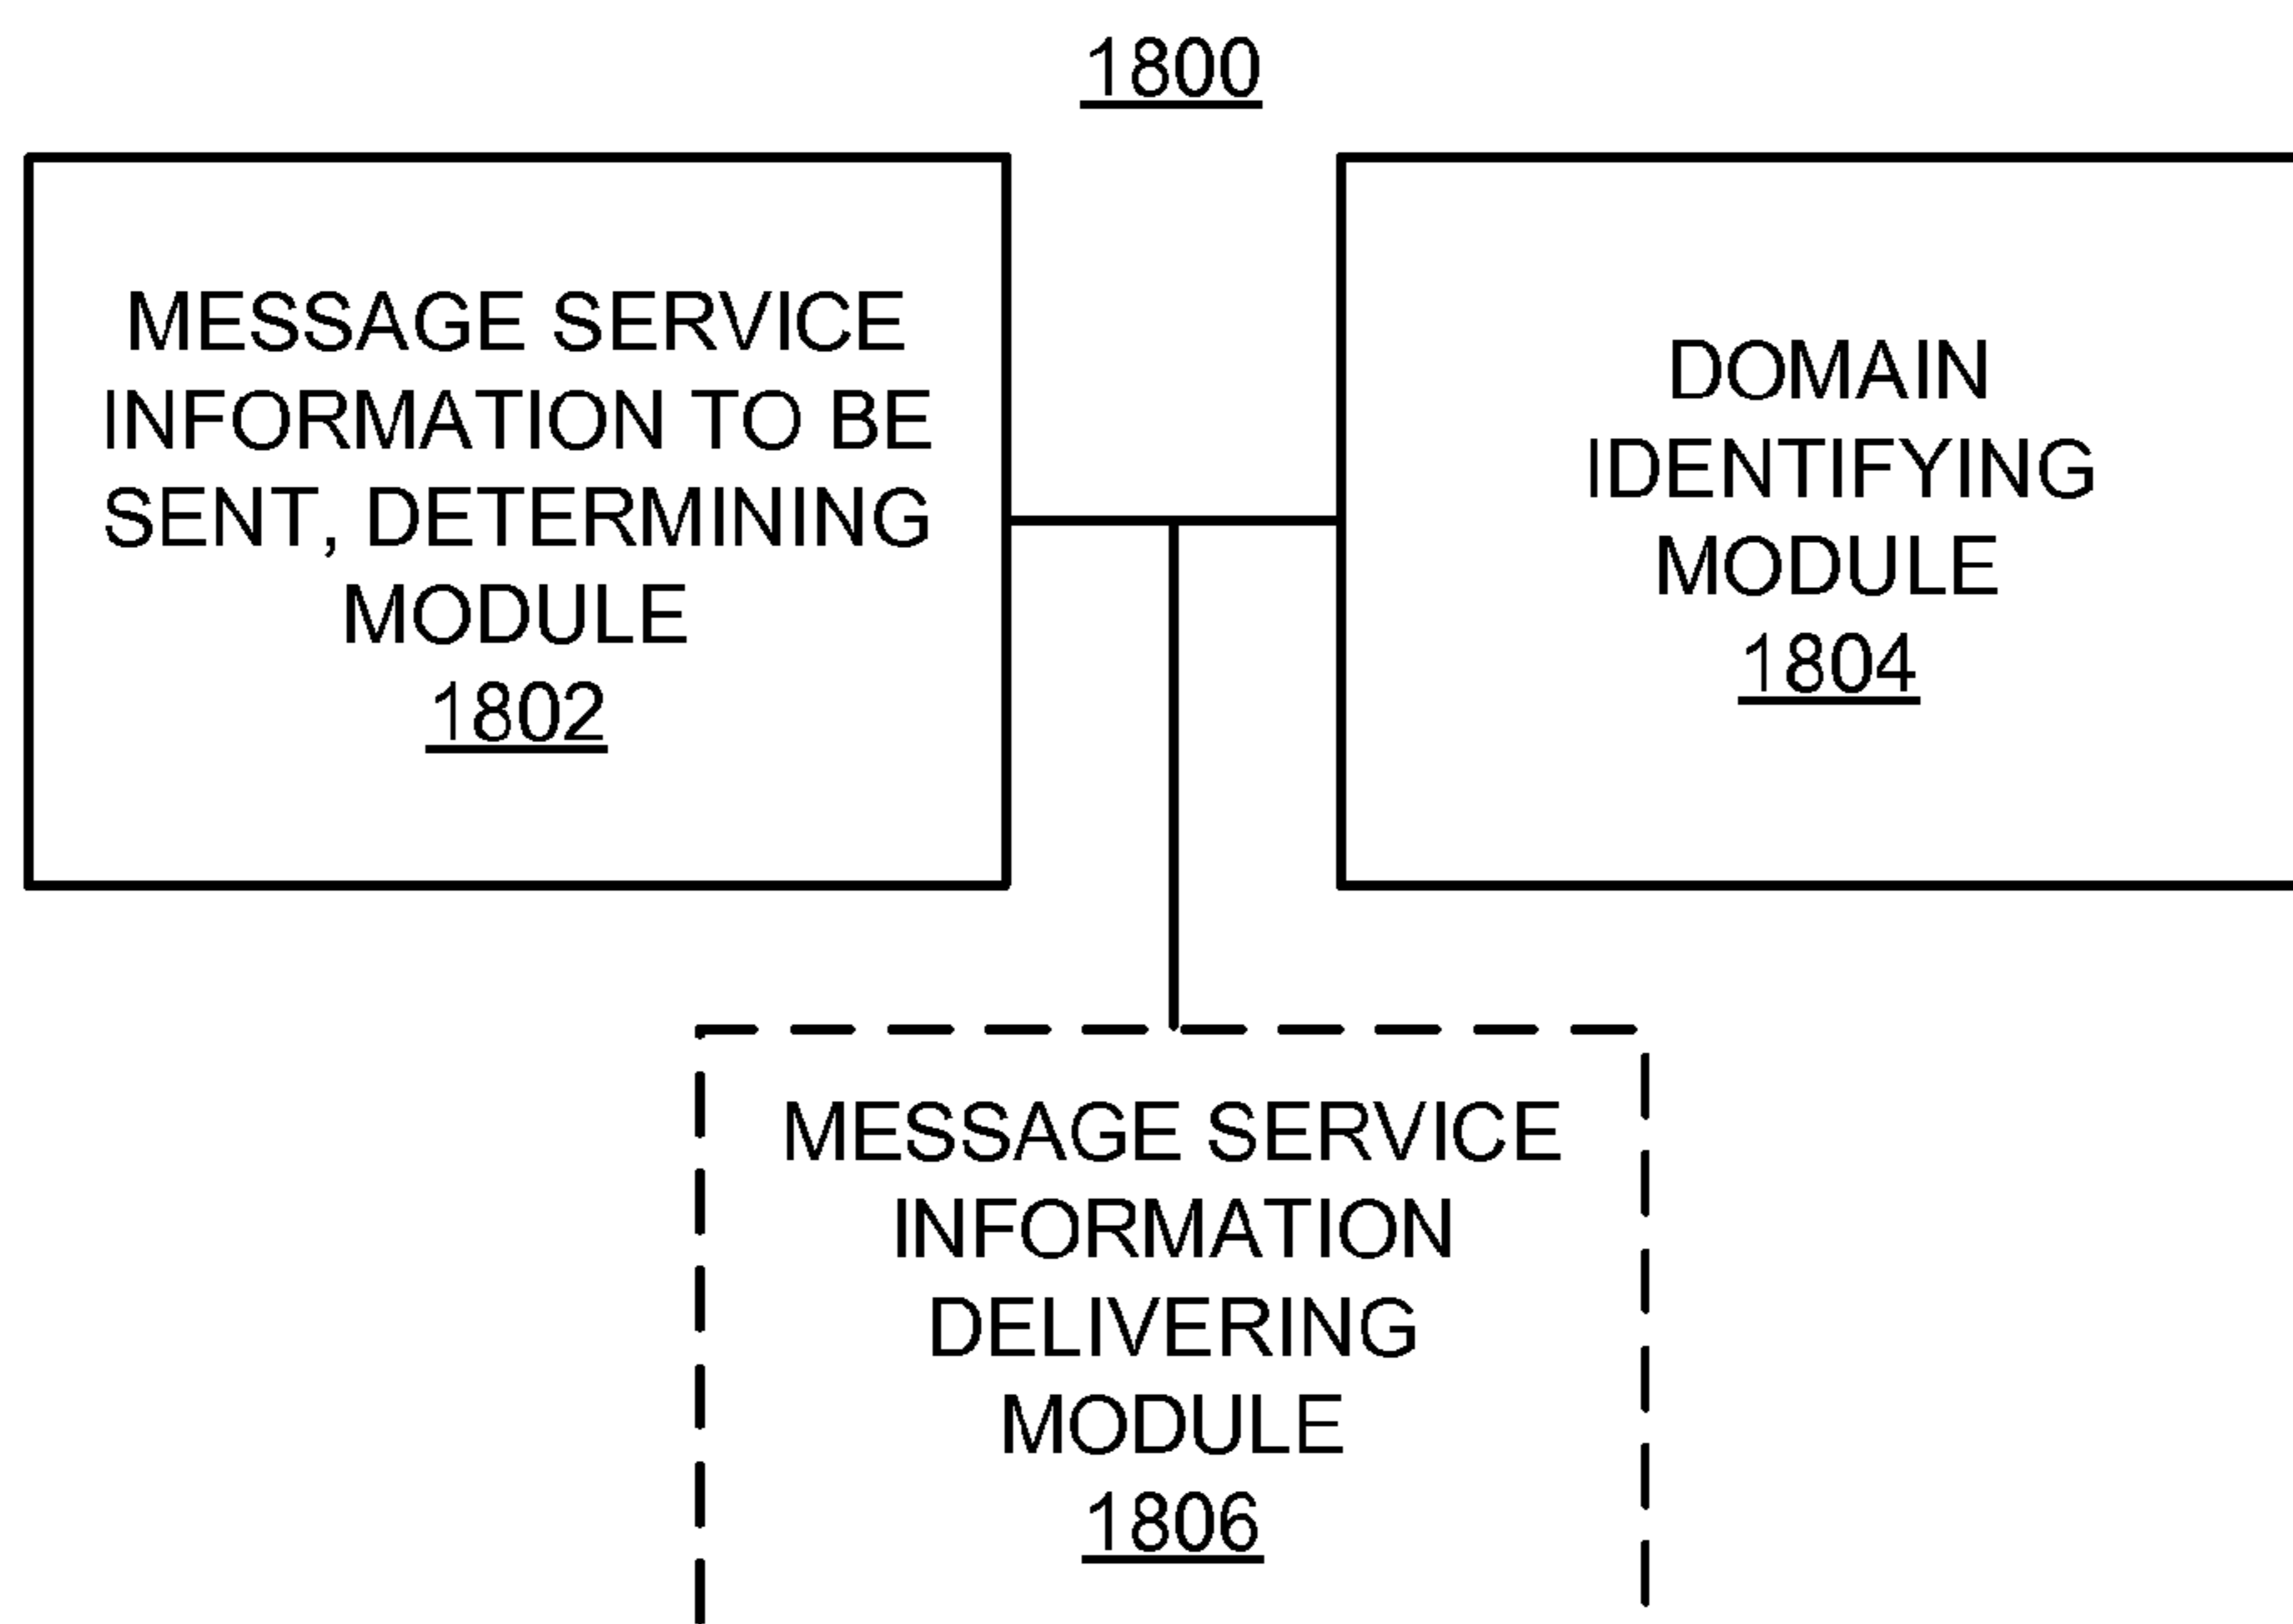 1800
MESSAGE SERVICE
INFORMATION TO BE
SENT, DETERMINING
MODULE
1802
DOMAIN
IDENTIFYING
MODULE
1804
MESSAGE SERVICE
INFORMATION
DELIVERING
MODULE
1806